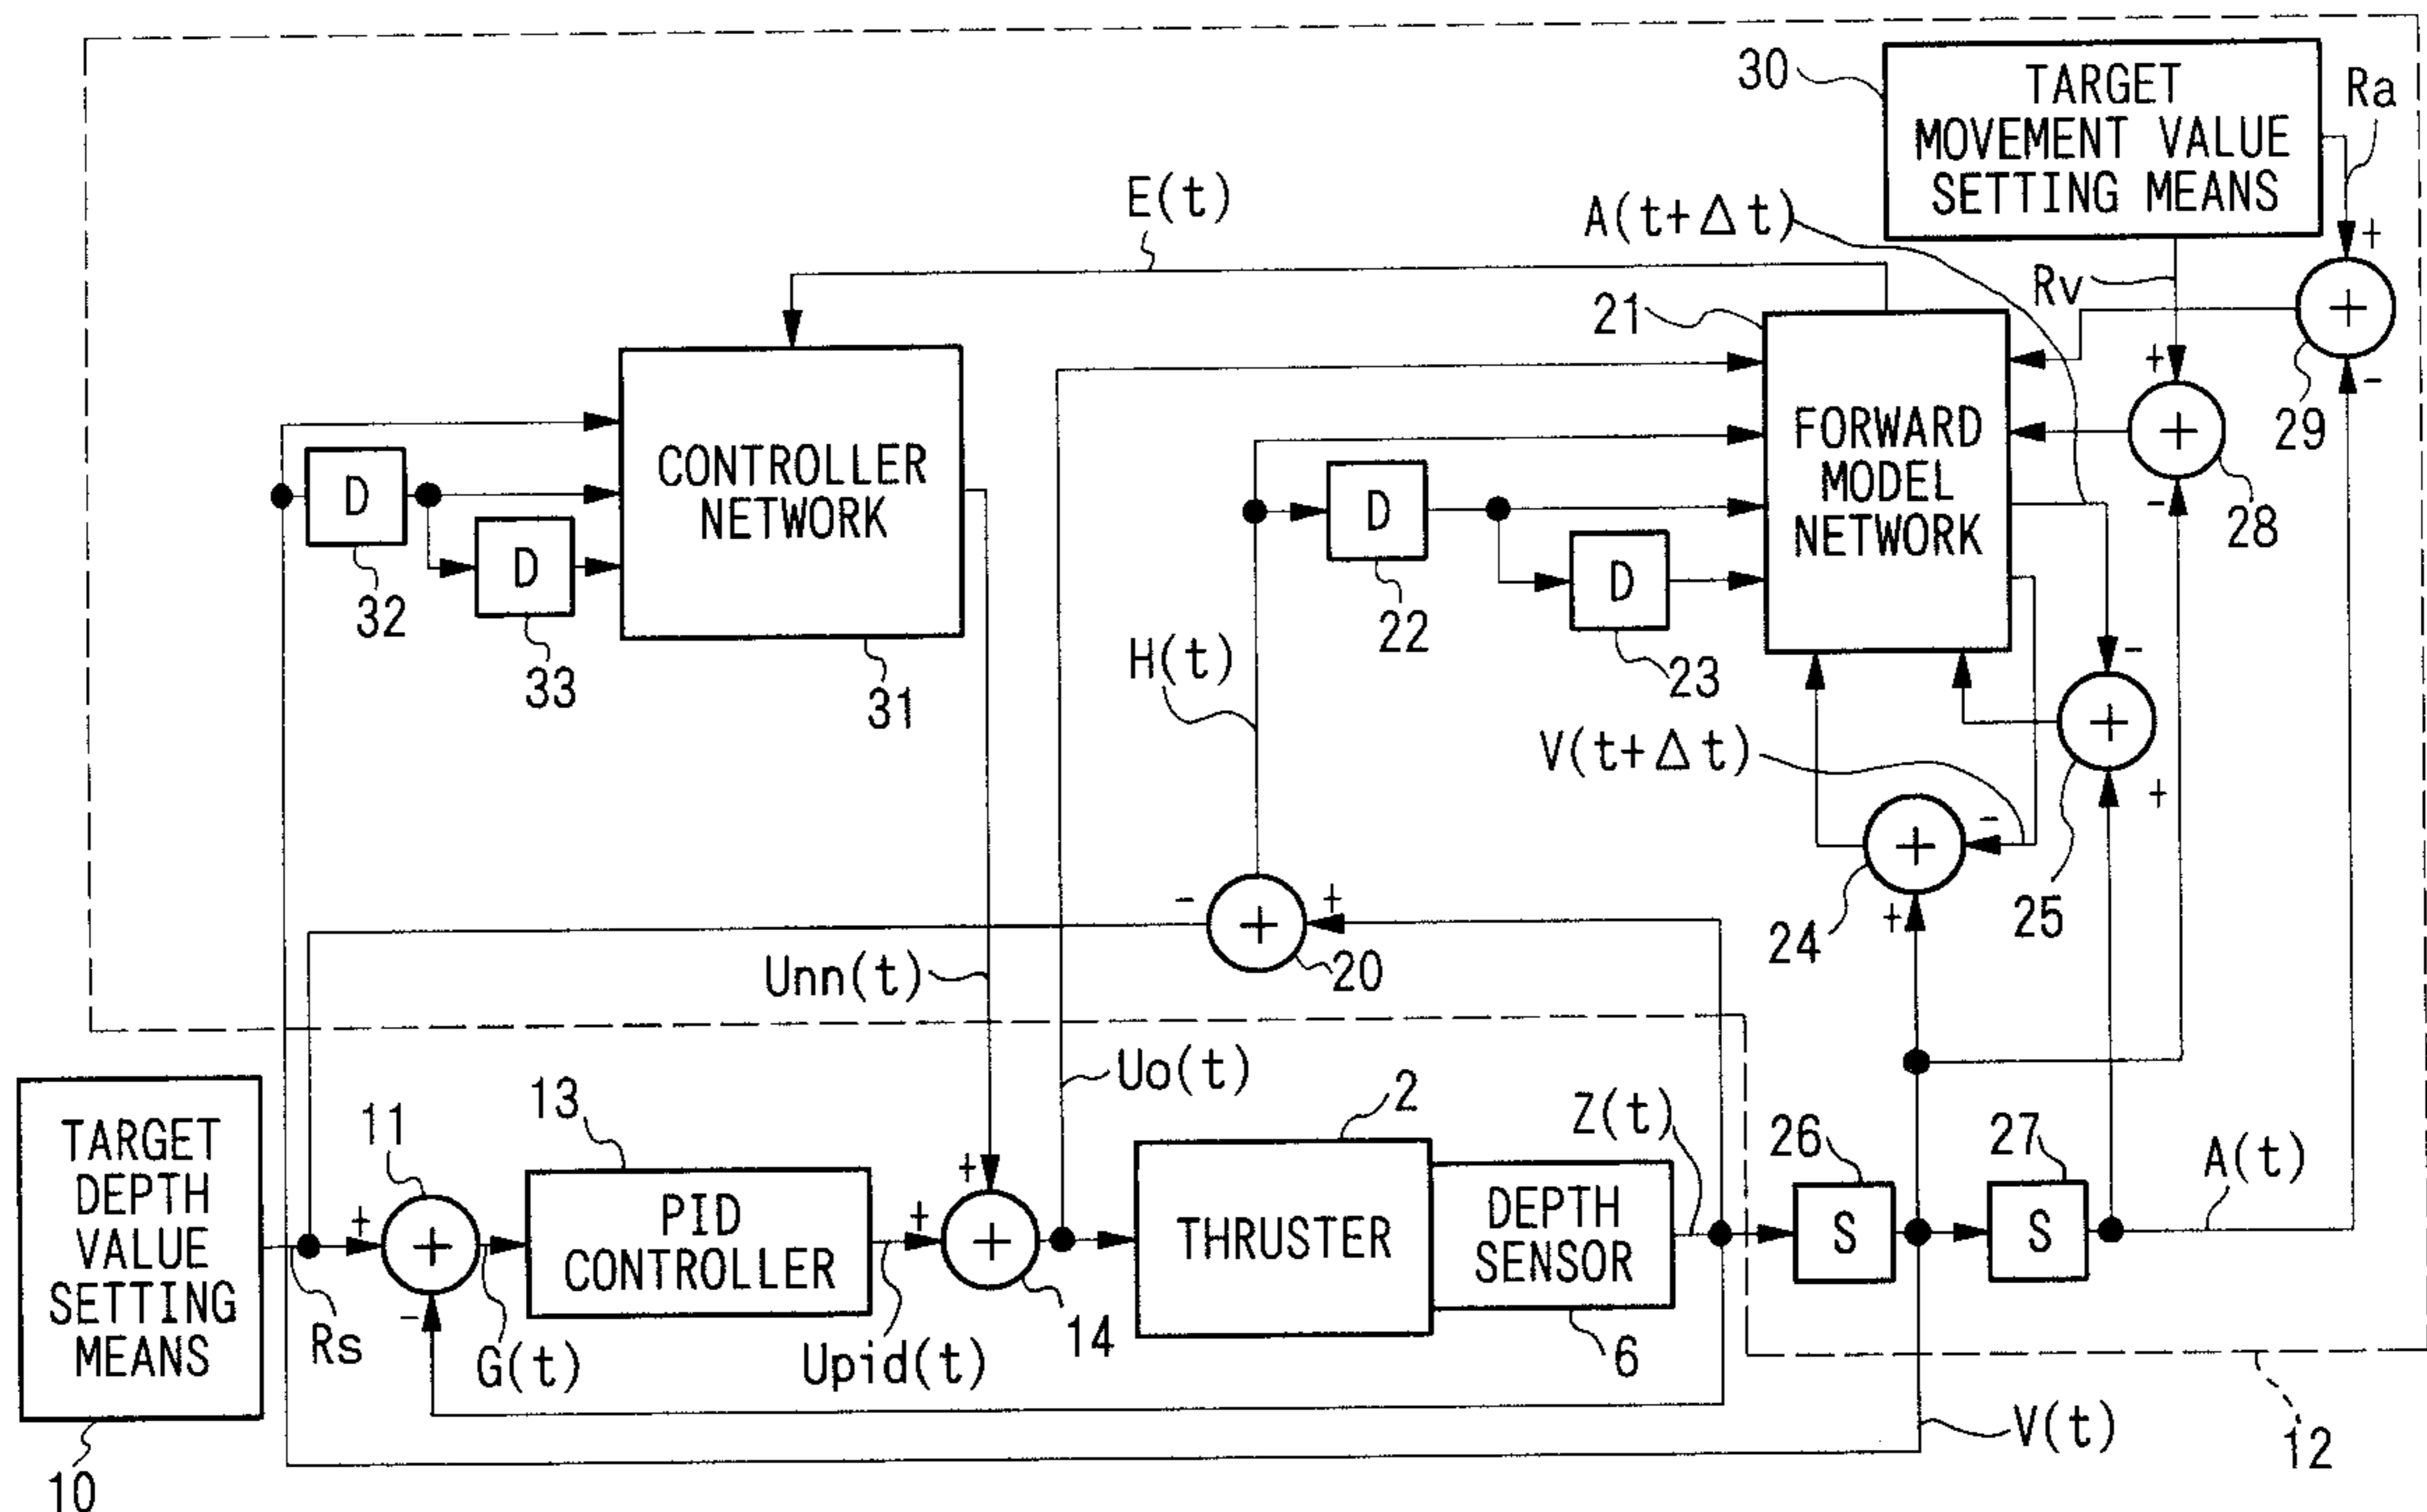 30
TARGET
MOVEMENT VALUE
SETTING MEANS
Ra
E(t)
A(t+Δt)
+
Rv
21
+
29
+
-
CONTROLLER
NETWORK
FORWARD
MODEL
NETWORK
+
28
-
D
D
32
33
31
D
D
22
23
H(t)
-
+
25
+
V(t+Δt)
-
+
24
+
-
+
+
20
Unn(t)
Uo(t)
TARGET
DEPTH
VALUE
SETTING
MEANS
10
Rs
11
+
+
-
G(t)
13
PID
CONTROLLER
Upid(t)
+
+
+
14
2
THRUSTER
DEPTH
SENSOR
6
Z(t)
26
S
27
S
A(t)
V(t)
12